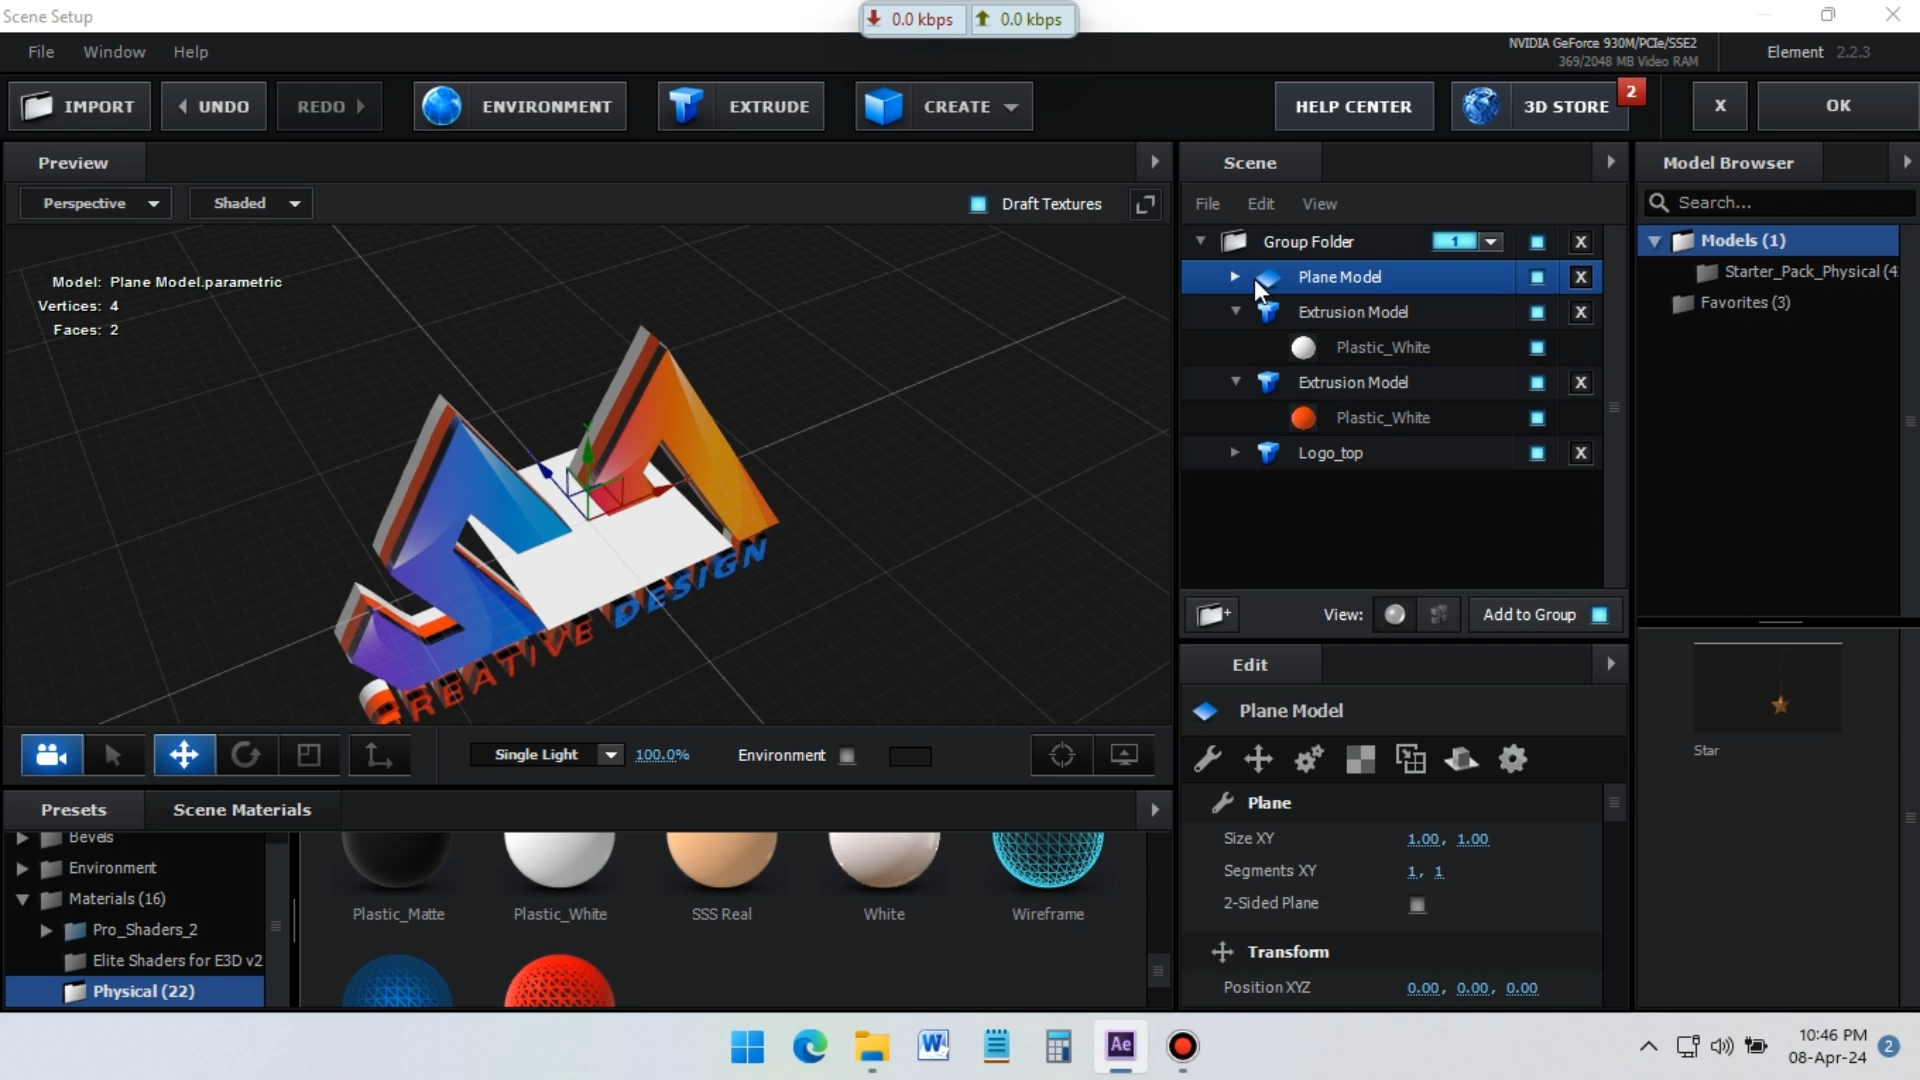 Scene Setup
0.0 kbps 0.0 kbps
File Window Help
NVIDIA GeForce 930M/PCIe/SSE2
369/2048 MB Video RAM
Element 2.2.3
IMPORT UNDO REDO ENVIRONMENT EXTRUDE CREATE HELP CENTER 3D STORE 2 X OK
Preview
Perspective Shaded Draft Textures
Model: Plane Model.parametric
Vertices: 4
Faces: 2
CREATIVE DESIGN
Single Light 100.0% Environment
Scene
File Edit View
Group Folder 1 X
Plane Model X
Extrusion Model X
Plastic_White
Extrusion Model X
Plastic_White
Logo_top X
View: Add to Group
Edit
Plane Model
Plane
Size XY 1.00, 1.00
Segments XY 1, 1
2-Sided Plane
Transform
Position XYZ 0.00, 0.00, 0.00
Model Browser
Search...
Models (1)
Starter_Pack_Physical (4
Favorites (3)
Star
Presets Scene Materials
Bevels
Environment
Materials (16)
Pro_Shaders_2
Elite Shaders for E3D v2
Physical (22)
Plastic_Matte Plastic_White SSS Real White Wireframe
W Ae
10:46 PM
08-Apr-24
2